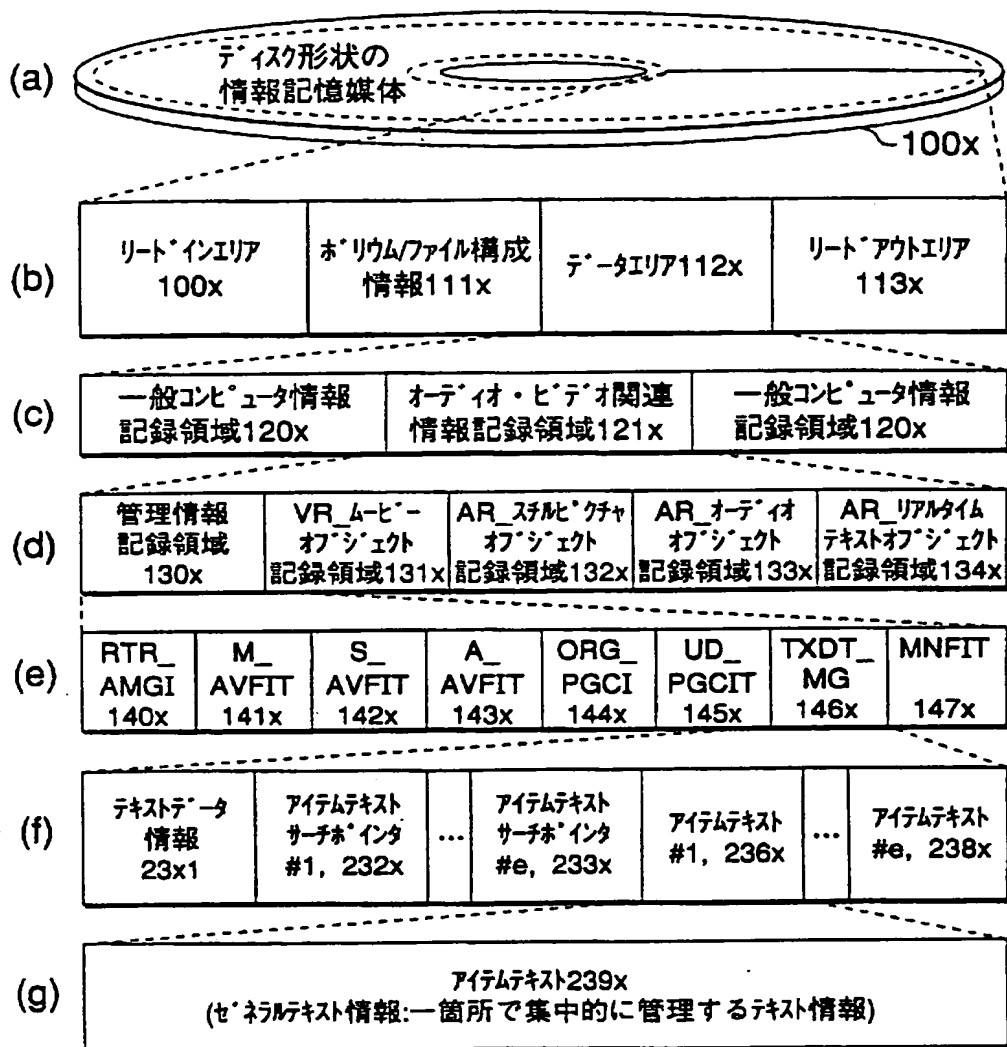 (a)
ディスク形状の
情報記憶媒体
100x
(b)
リードインエリア
100x
ボリウム/ファイル構成
情報111x
データエリア112x
リードアウトエリア
113x
(c)
一般コンピュータ情報
記録領域120x
オーディオ・ビデオ関連
情報記録領域121x
一般コンピュータ情報
記録領域120x
(d)
管理情報
記録領域
130x
VR_ムービー
オブジェクト
記録領域131x
AR_スチルピクチャ
オブジェクト
記録領域132x
AR_オーディオ
オブジェクト
記録領域133x
AR_リアルタイム
テキストオブジェクト
記録領域134x
(e)
RTR_
AMGI
140x
M_
AVFIT
141x
S_
AVFIT
142x
A_
AVFIT
143x
ORG_
PGCI
144x
UD_
PGCIT
145x
TXDT_
MG
146x
MNFIT
147x
(f)
テキストデータ
情報
23x1
アイテムテキスト
サーチポインタ
#1, 232x
...
アイテムテキスト
サーチポインタ
#e, 233x
アイテムテキスト
#1, 236x
...
アイテムテキスト
#e, 238x
(g)
アイテムテキスト239x
(ゼネラルテキスト情報:一箇所で集中的に管理するテキスト情報)